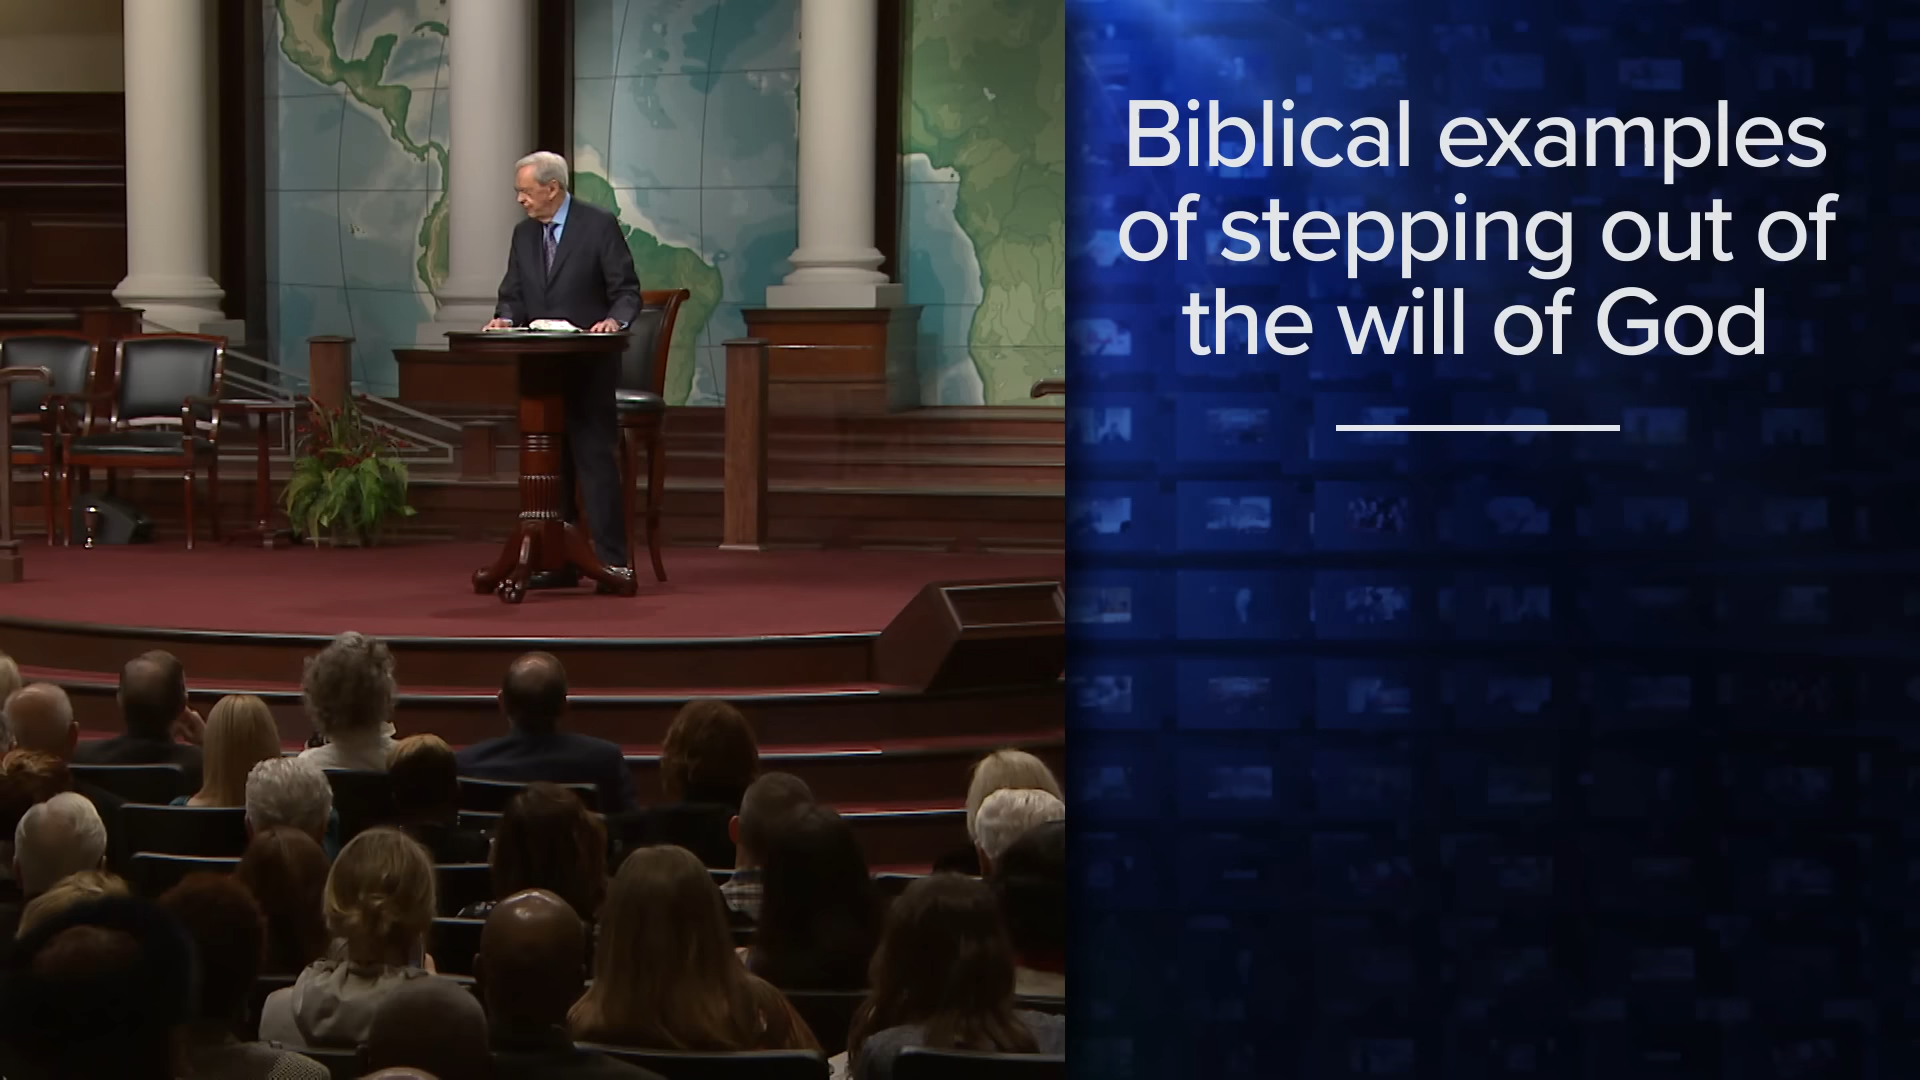 Biblical examples
of stepping out of
the will of God